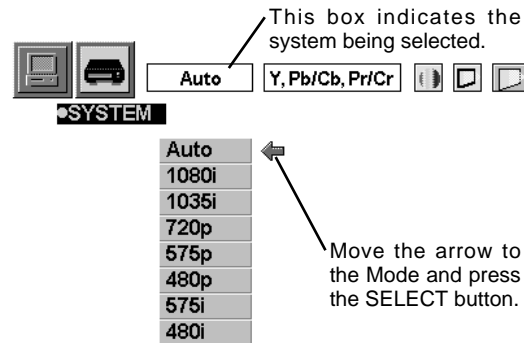 This box indicates the
system being selected.
Auto
Y, Pb/Cb, Pr/Cr
●SYSTEM
Auto
1080i
1035i
720p
575p
480p
575i
480i
Move the arrow to
the Mode and press
the SELECT button.